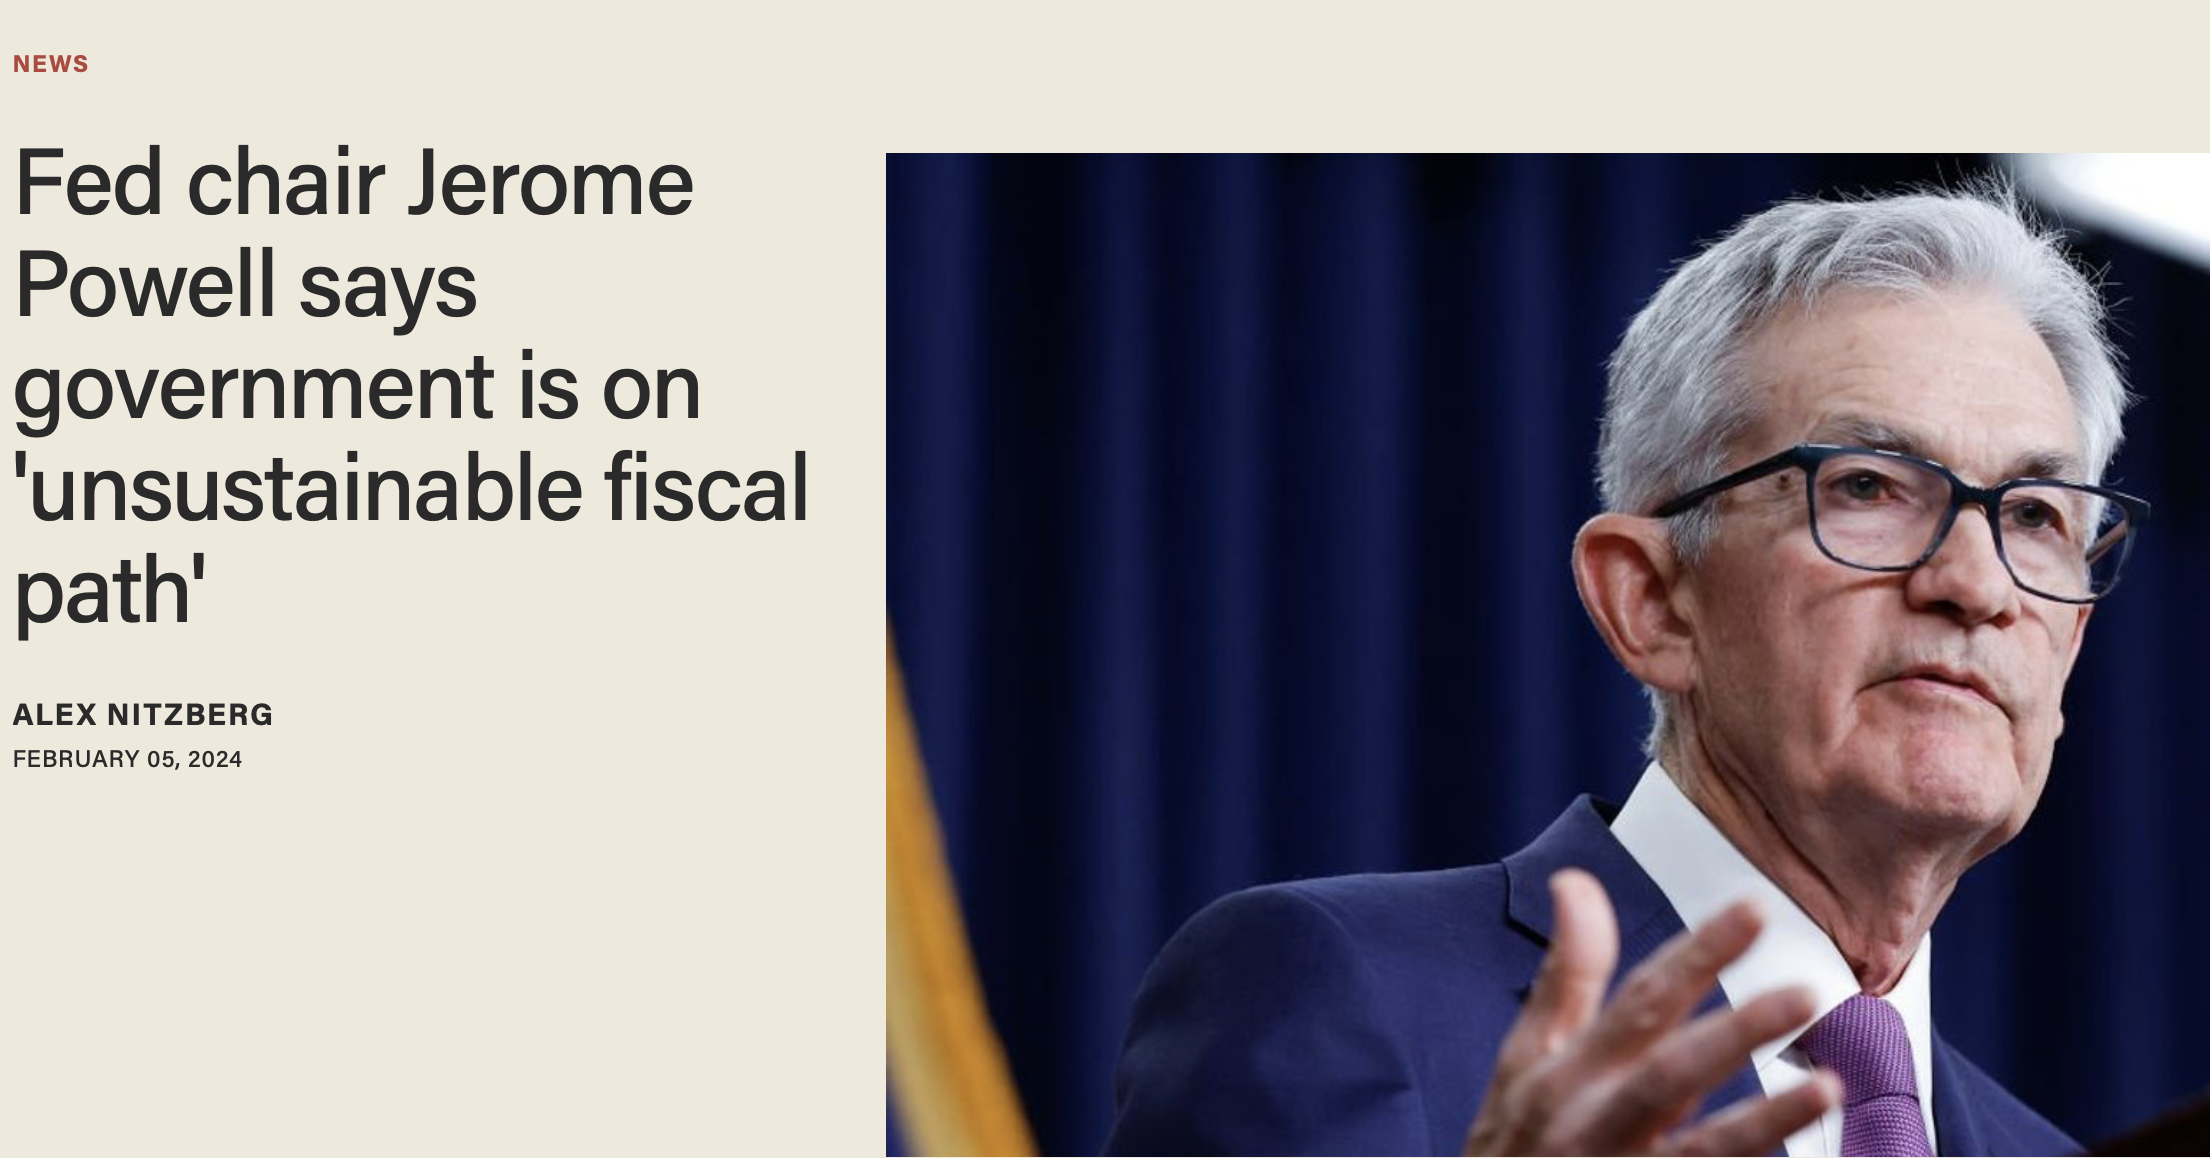 NEWS
Fed chair Jerome
Powell says
government is on
'unsustainable fiscal
path'
ALEX NITZBERG
FEBRUARY 05, 2024